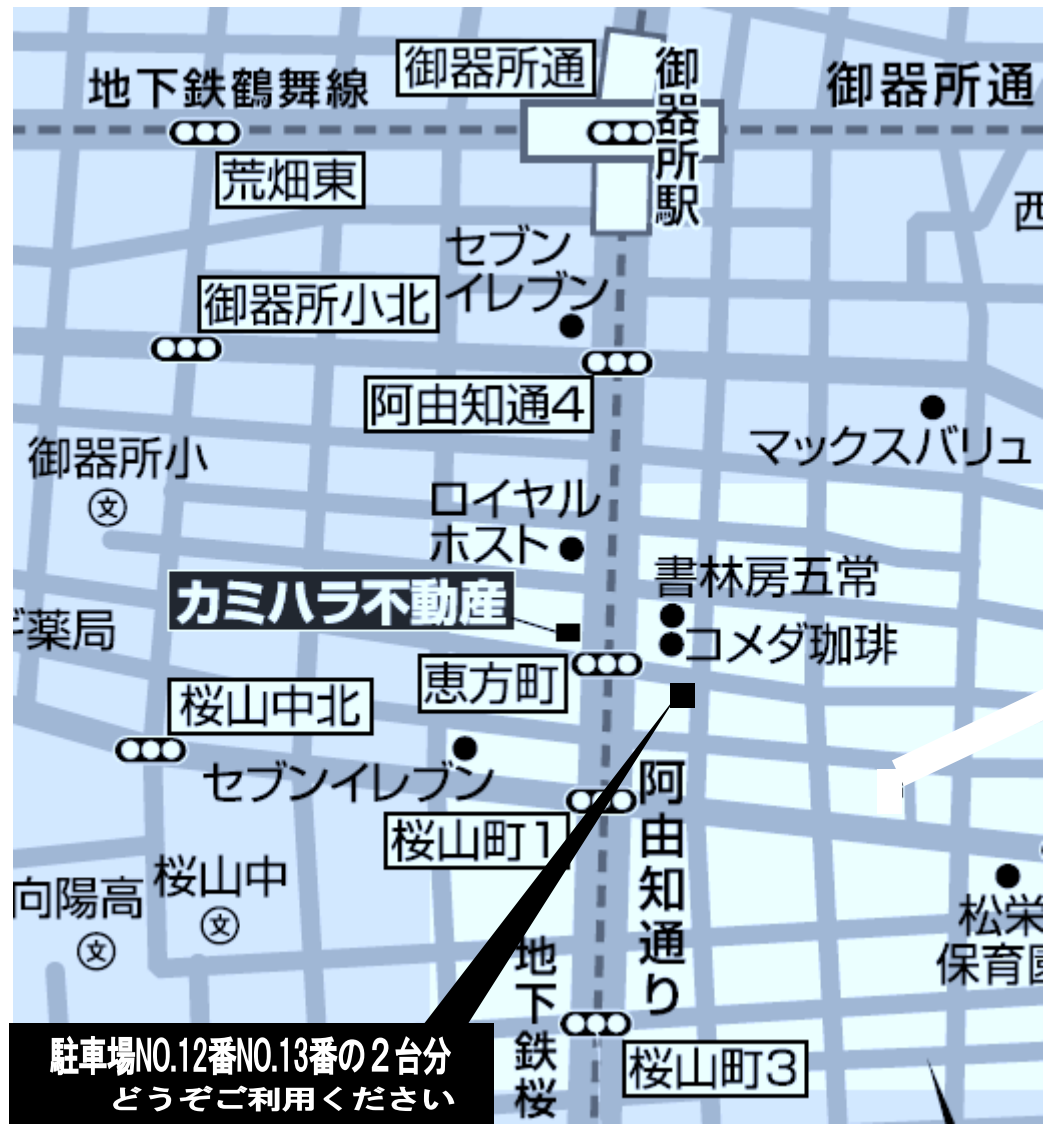 御器所通
御器所駅
地下鉄鶴舞線
御器所通
荒畑東
西
セブン
イレブン
御器所小北
阿由知通4
マックスバリュ
御器所小
文
ロイヤル
ホスト
書林房五常
カミハラ不動産
薬局
コメダ珈琲
恵方町
桜山中北
セブンイレブン
阿由知通り
桜山町1
桜山中
文
向陽高
文
松栄
保育園
地下鉄桜
駐車場NO.12番NO.13番の2台分
どうぞご利用ください
桜山町3